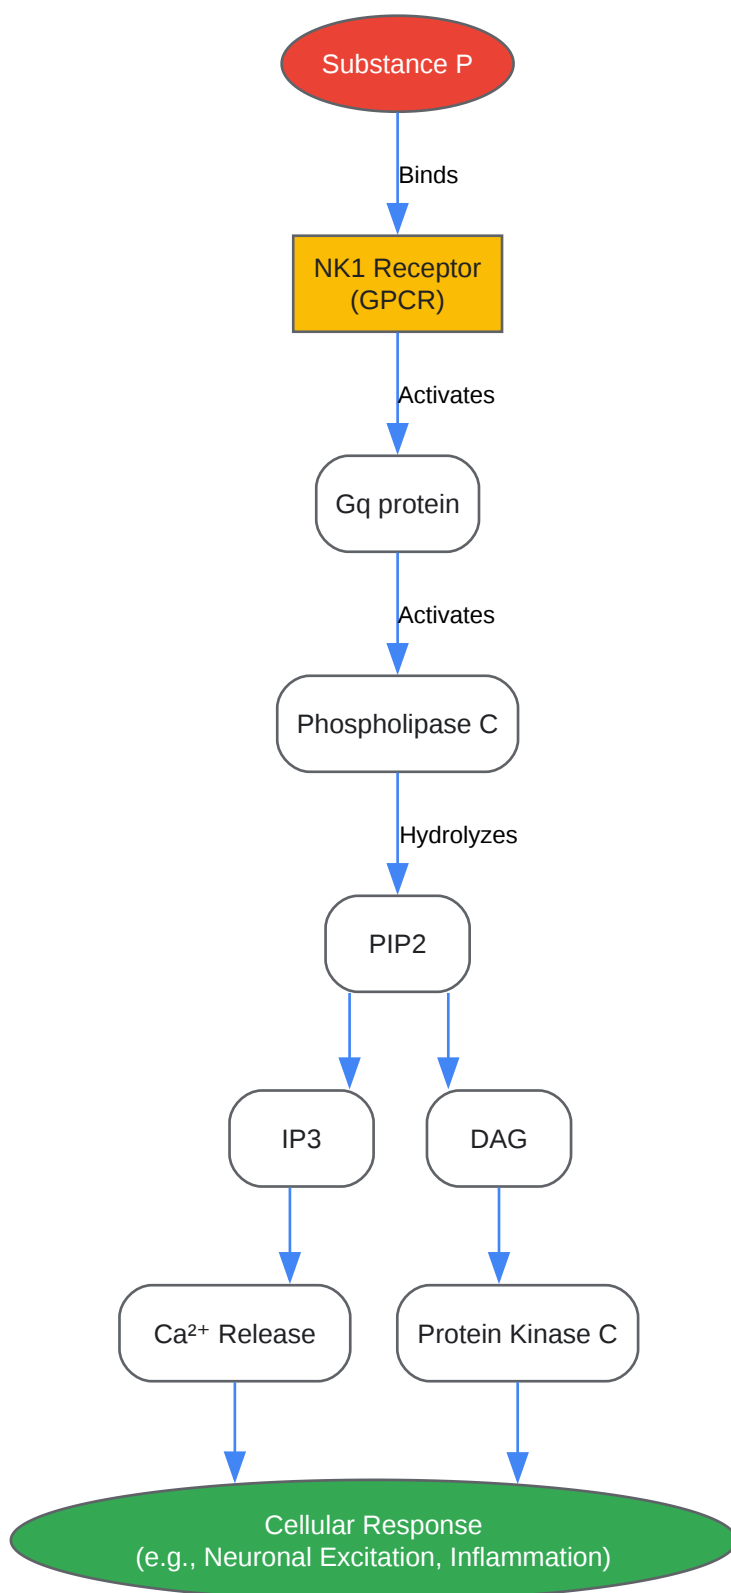 Substance P
Binds
NK1 Receptor
(GPCR)
Activates
Gq protein
Activates
Phospholipase C
Hydrolyzes
PIP2
IP3
DAG
Ca²⁺ Release
Protein Kinase C
Cellular Response
(e.g., Neuronal Excitation, Inflammation)